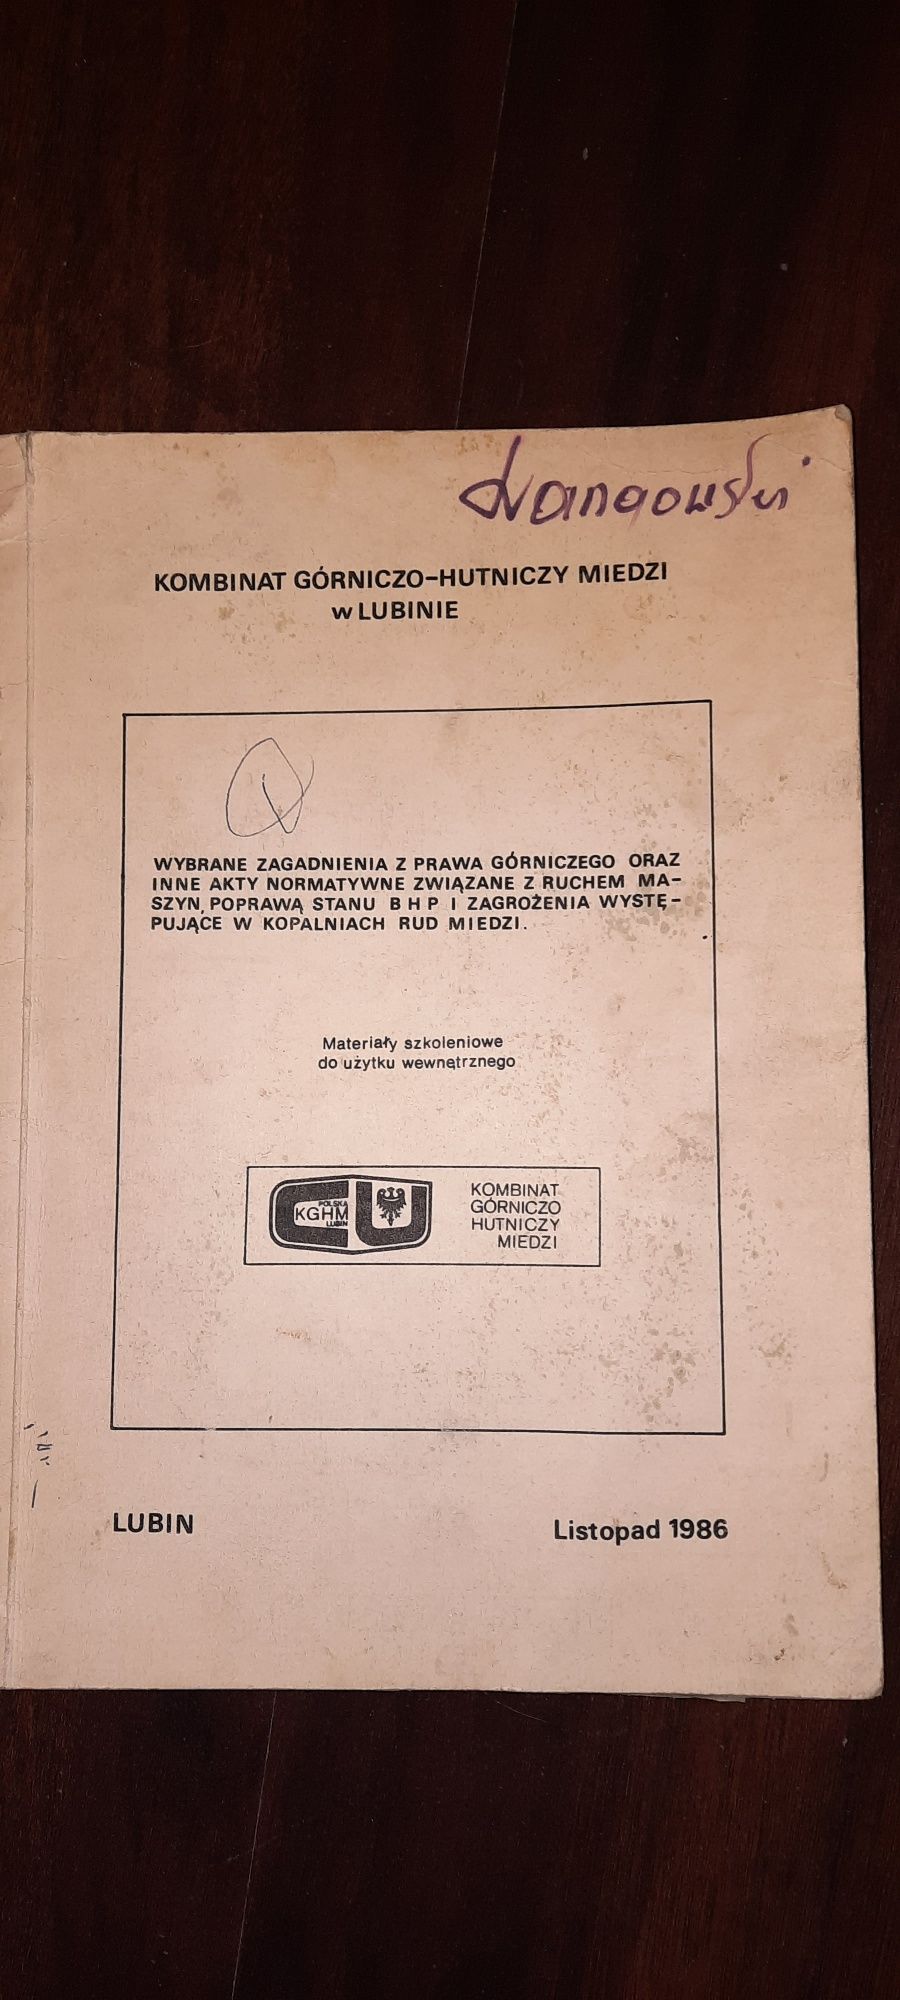 KOMBINAT GÓRNICZO-HUTNICZY MIEDZI
w LUBINIE
WYBRANE ZAGADNIENIA Z PRAWA GÓRNICZEGO ORAZ
INNE AKTY NORMATYWNE ZWIĄZANE Z RUCHEM MA-
SZYN, POPRAWĄ STANU B H P I ZAGROŻENIA WYSTĘ-
PUJĄCE W KOPALNIACH RUD MIEDZI.
Materiały szkoleniowe
do użytku wewnętrznego
POLSKA
KGHM
LUBIN
KOMBINAT
GÓRNICZO
HUTNICZY
MIEDZI
LUBIN
Listopad 1986